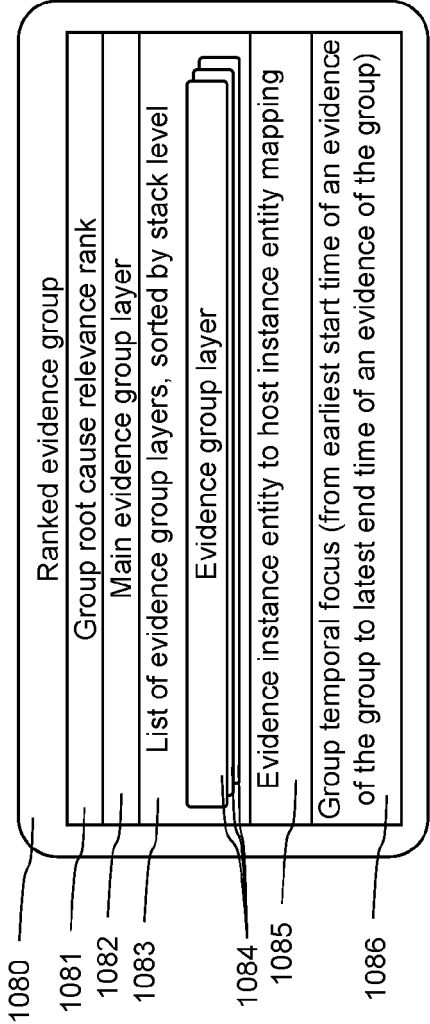 Ranked evidence group
Group root cause relevance rank
Main evidence group layer
List of evidence group layers, sorted by stack level
Evidence group layer
Evidence instance entity to host instance entity mapping
Group temporal focus (from earliest start time of an evidence
of the group to latest end time of an evidence of the group)
1080
1081
1082
1083
1084
1085
1086